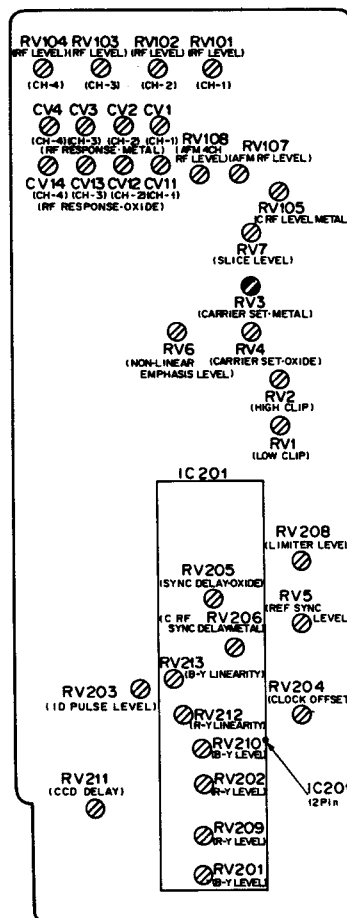 RV104 RV103 RV102 RV101
(RF LEVEL) (RF LEVEL) (RF LEVEL) (RF LEVEL)
(CH-4) (CH-3) (CH-2) (CH-1)
CV4 CV3 CV2 CV1
(CH-4) (CH-3) (CH-2) (CH-1)
(RF RESPONSE-METAL)
RV108
(AFM 4CH
RF LEVEL)
RV107
(AFM RF LEVEL)
CV14 CV13 CV12 CV11
(CH-4) (CH-3) (CH-2) (CH-1)
(RF RESPONSE-OXIDE)
RV105
(C RF LEVEL METAL)
RV7
(SLICE LEVEL)
RV3
(CARRIER SET-METAL)
RV6
(NON-LINEAR
EMPHASIS LEVEL)
RV4
(CARRIER SET-OXIDE)
RV2
(HIGH CLIP)
RV1
(LOW CLIP)
IC201
RV208
(LIMITER LEVEL)
RV205
(SYNC DELAY-OXIDE)
RV5
(REF SYNC
LEVEL)
RV206
(C RF
SYNC DELAY-METAL)
RV213
(B-Y LINEARITY)
RV203
(ID PULSE LEVEL)
RV204
(CLOCK OFFSET)
RV212
(R-Y LINEARITY)
RV210
(B-Y LEVEL)
RV202
(R-Y LEVEL)
IC201
12Pin
RV211
(CCD DELAY)
RV209
(R-Y LEVEL)
RV201
(B-Y LEVEL)